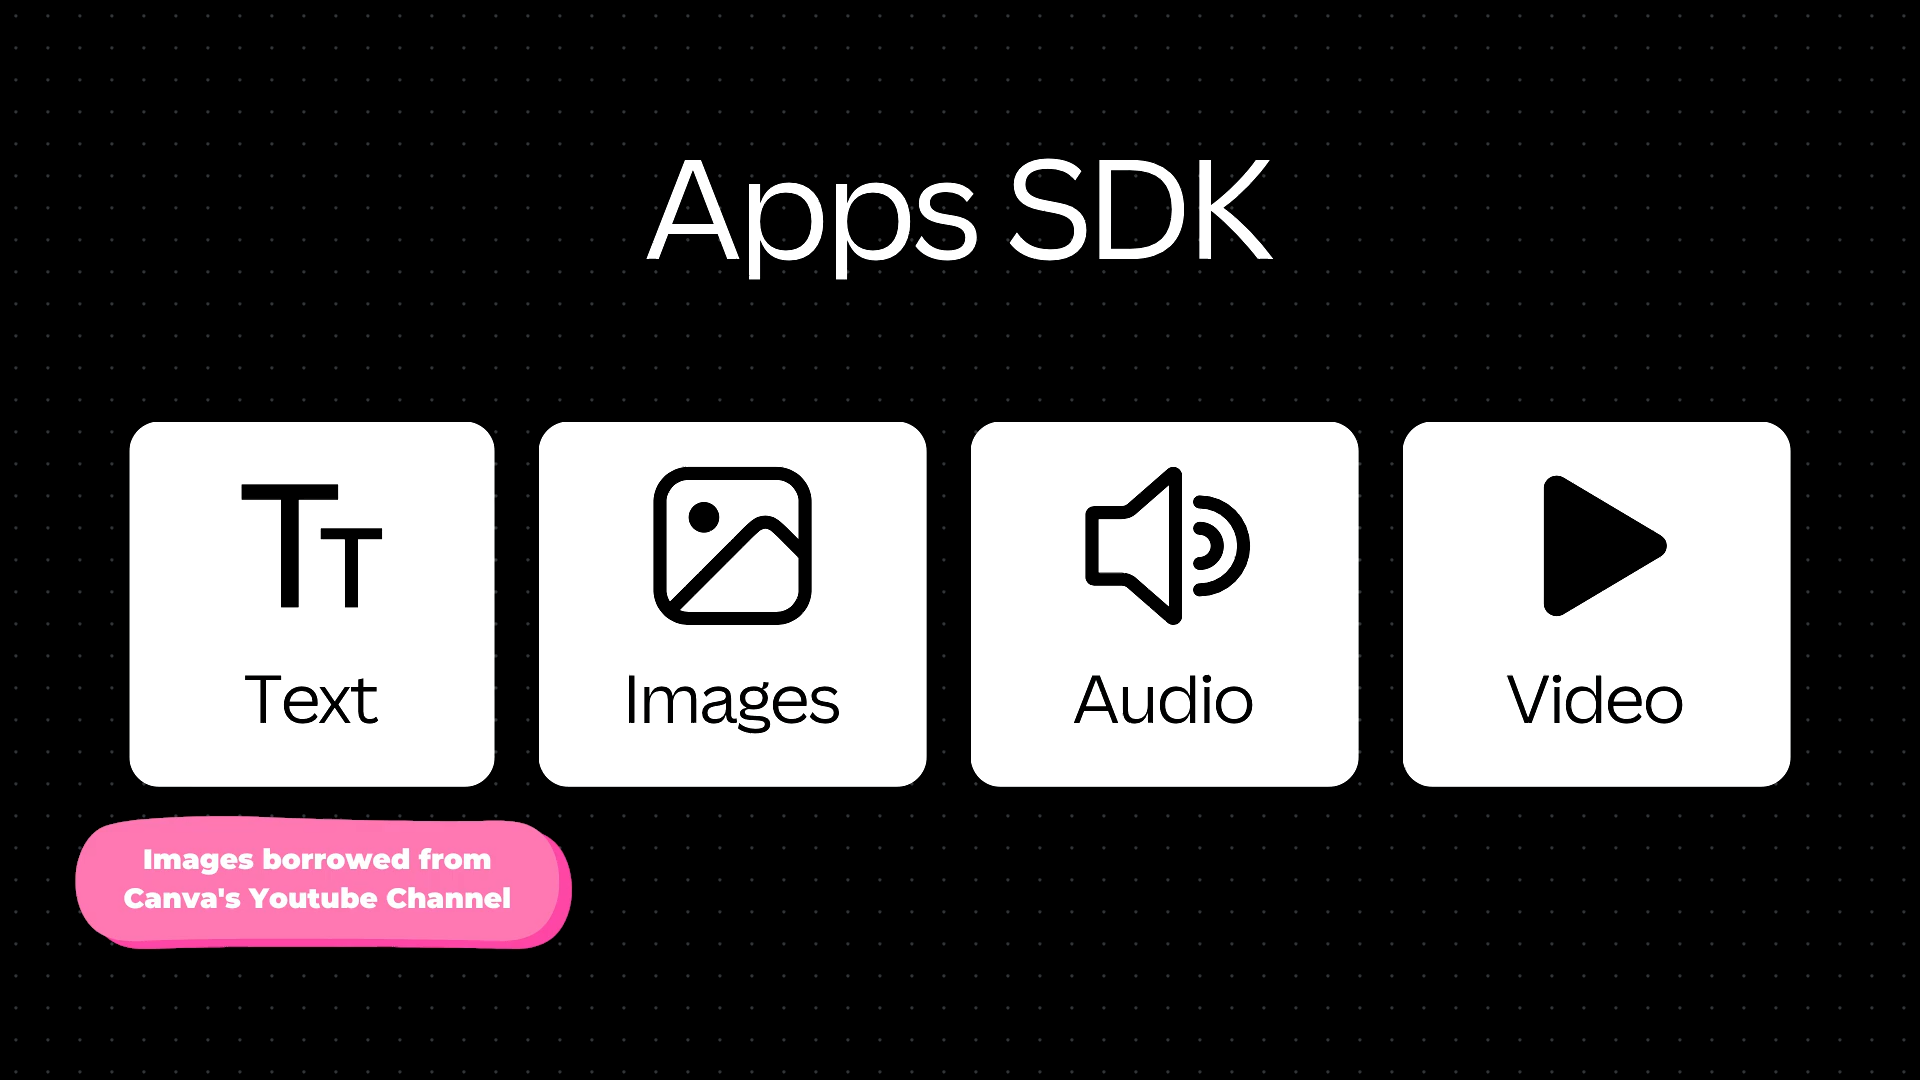 Apps SDK
Text
Images
Audio
Video
Images borrowed from
Canva's Youtube Channel